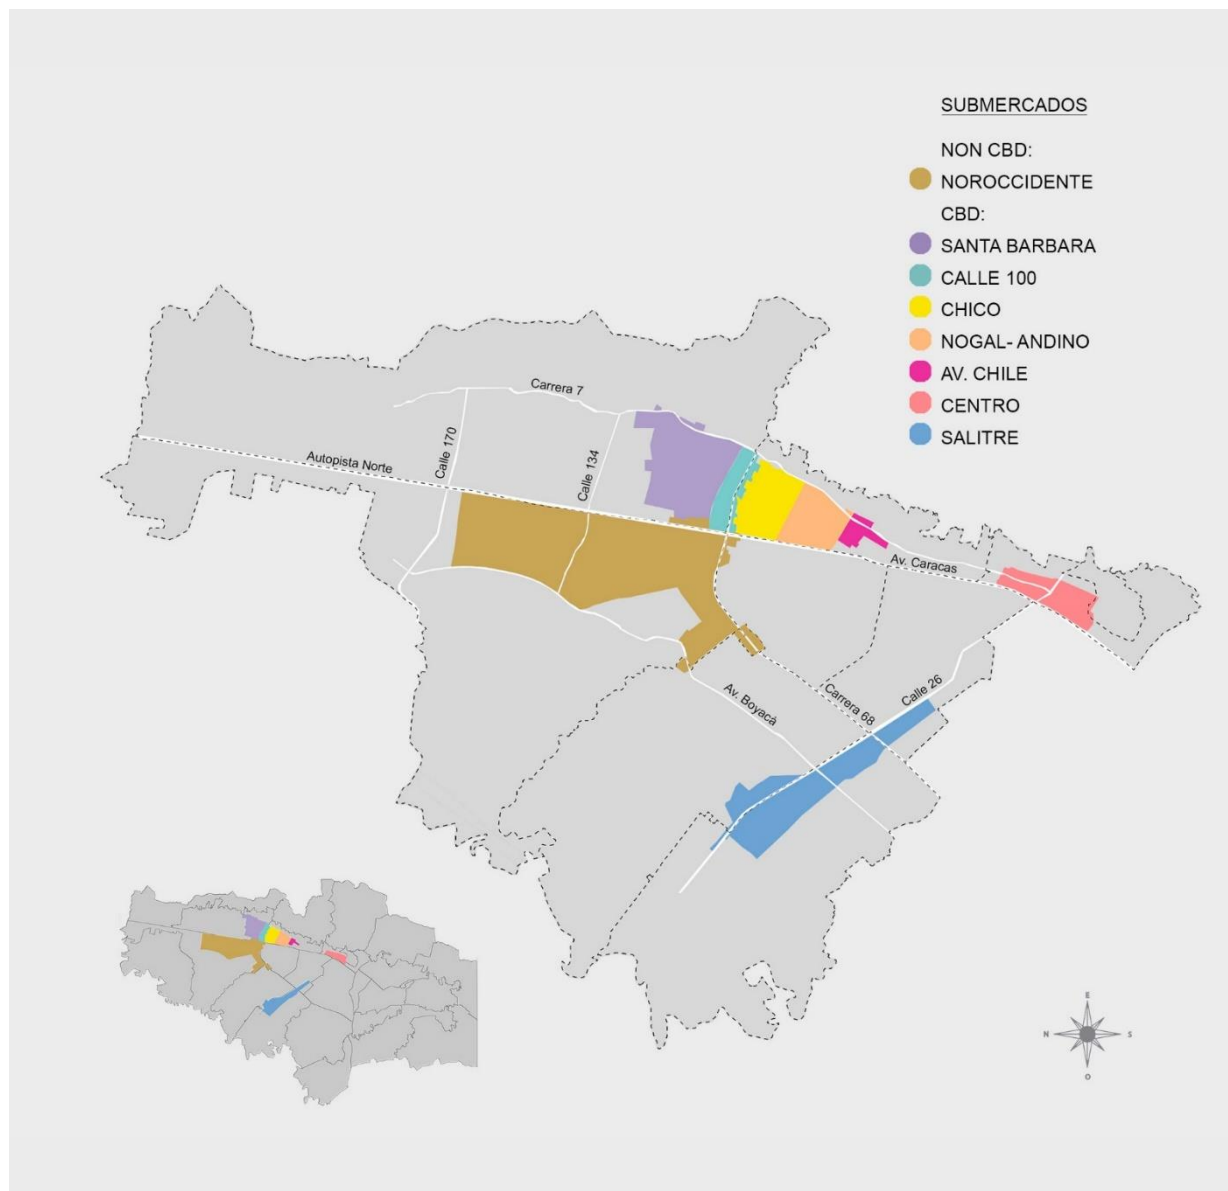 SUBMERCADOS
NON CBD:
NOROCCIDENTE
CBD:
SANTA BARBARA
CALLE 100
CHICO
NOGAL- ANDINO
AV. CHILE
CENTRO
SALITRE
Carrera 7
Calle 170
Autopista Norte
Calle 134
Av. Caracas
Calle 26
Carrera 68
Av. Boyacá
E
N
S
O